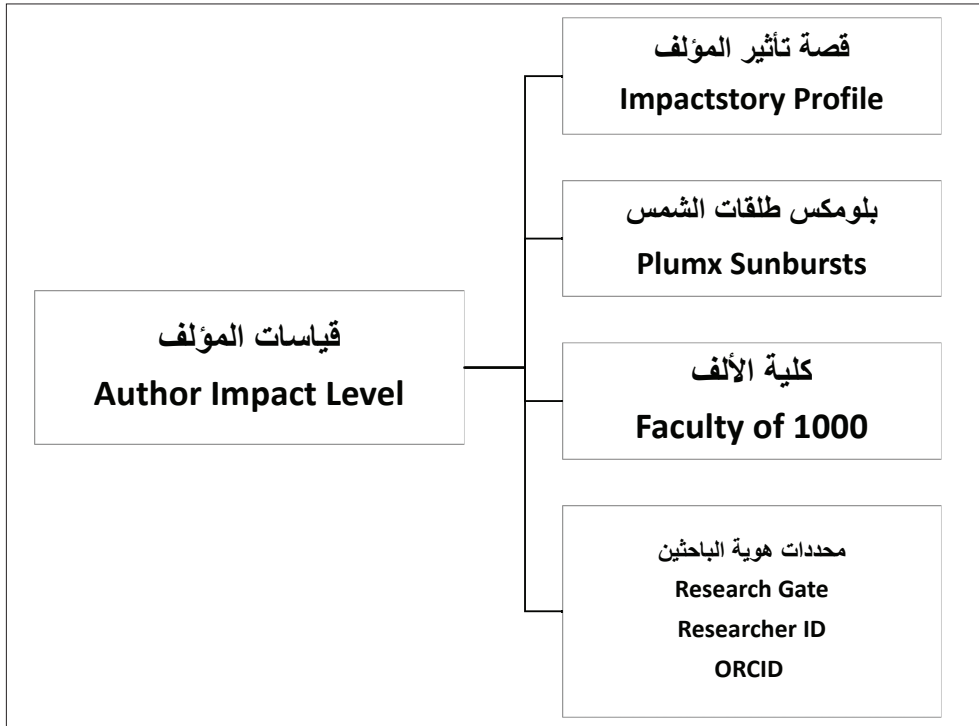 قصة تأثير المؤلف
Impactstory Profile
بلومكس طلقات الشمس
Plumx Sunbursts
قياسات المؤلف
Author Impact Level
كلية الألف
Faculty of 1000
محددات هوية الباحثين
Research Gate
Researcher ID
ORCID